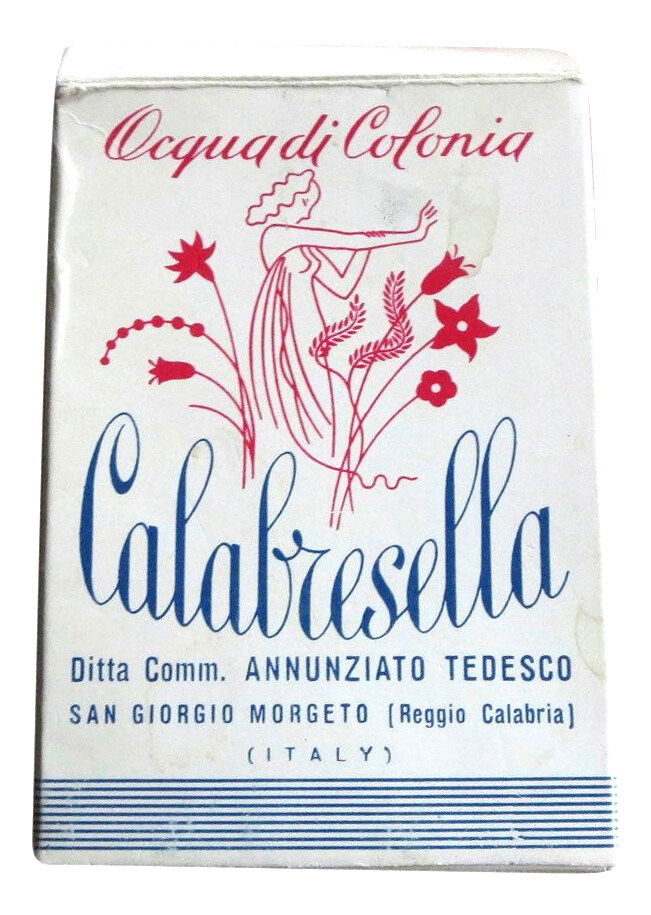 Acqua di Colonia
Calabresella
Ditta Comm. ANNUNZIATO TEDESCO
SAN GIORGIO MORGETO (Reggio Calabria)
(ITALY)